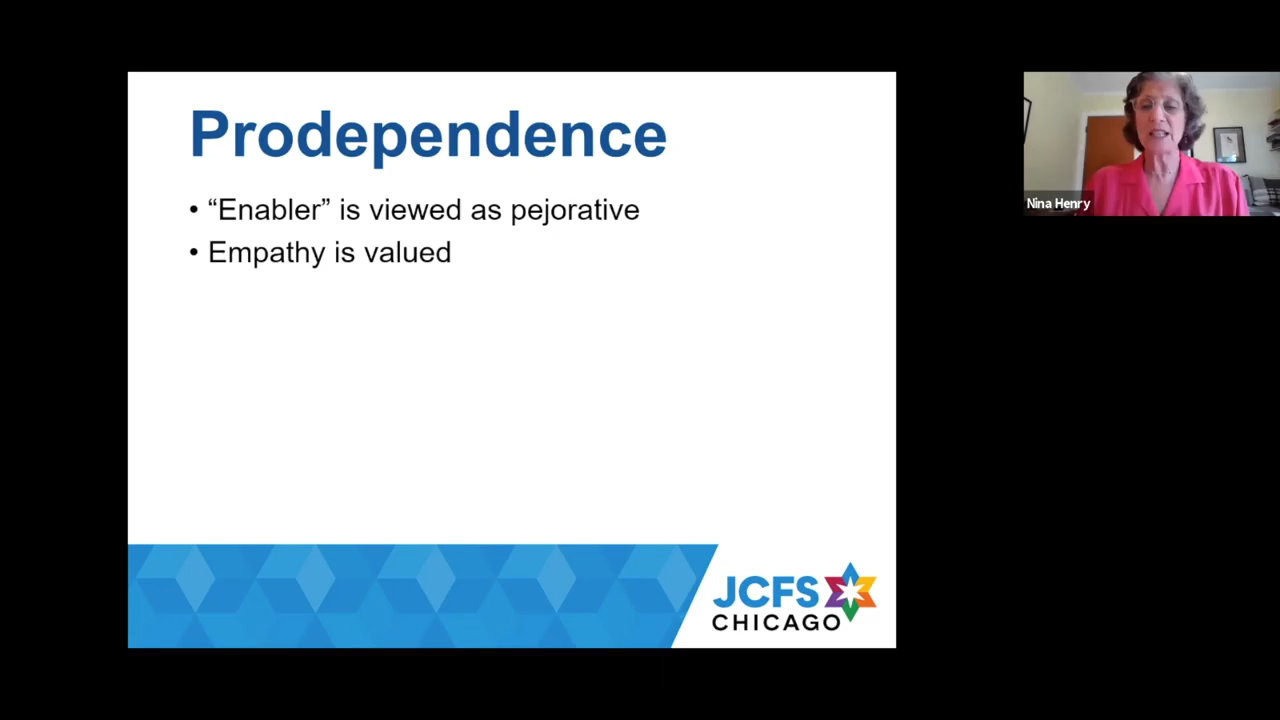 Prodependence
• “Enabler” is viewed as pejorative
• Empathy is valued
Nina Henry
JCFS
CHICAGO